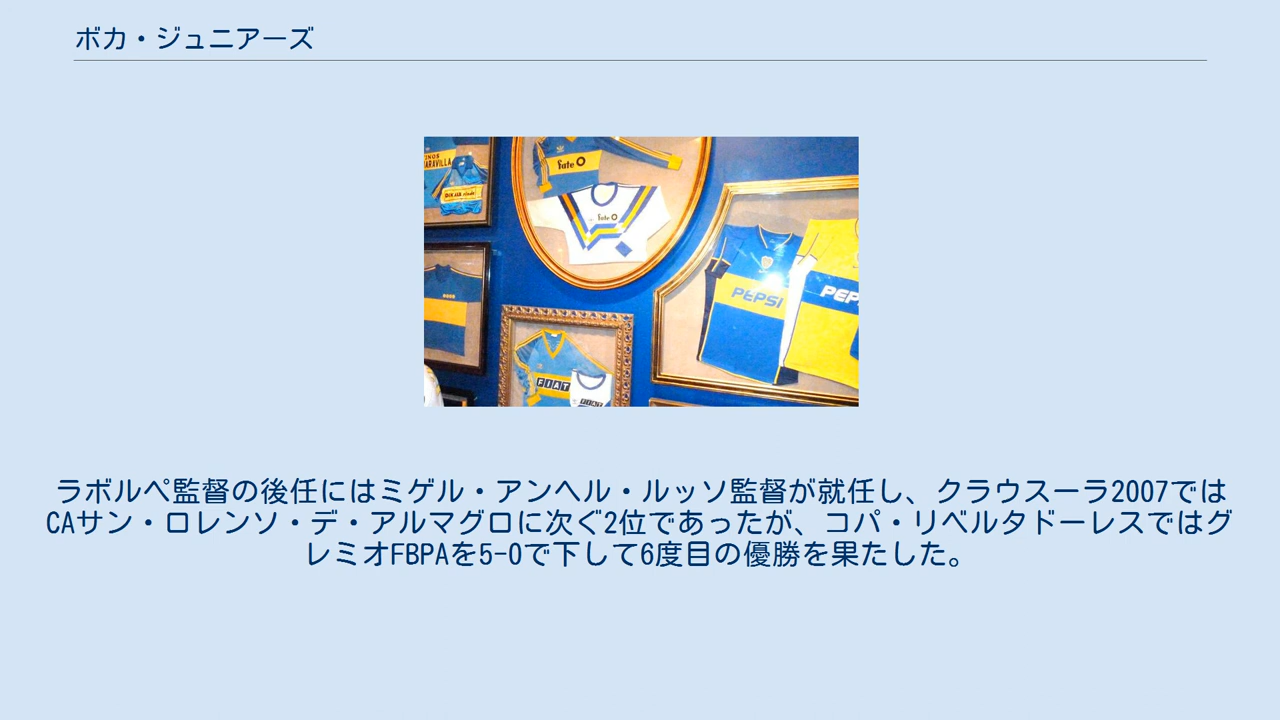 ボカ・ジュニアーズ
ARAVILLA
fate O
fate O
PEPSI
FIAT
FIAT
ラボルペ監督の後任にはミゲル・アンヘル・ルッソ監督が就任し、クラウスーラ2007では
CAサン・ロレンソ・デ・アルマグロに次ぐ2位であったが、コパ・リベルタドーレスではグ
レミオFBPAを5-0で下して6度目の優勝を果たした。